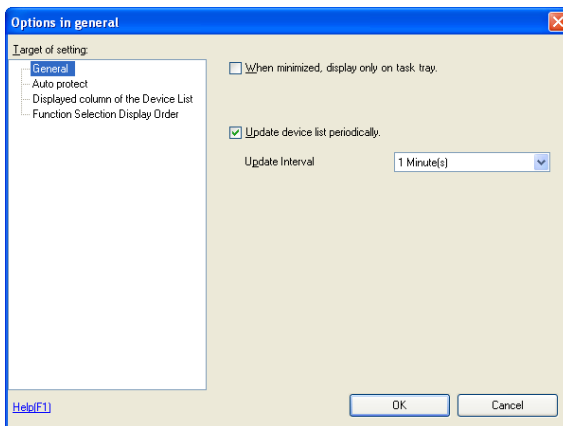 Options in general
Target of setting:
General
Auto protect
Displayed column of the Device List
Function Selection Display Order
When minimized, display only on task tray.
Update device list periodically.
Update Interval
1 Minute(s)
Help(F1)
OK
Cancel